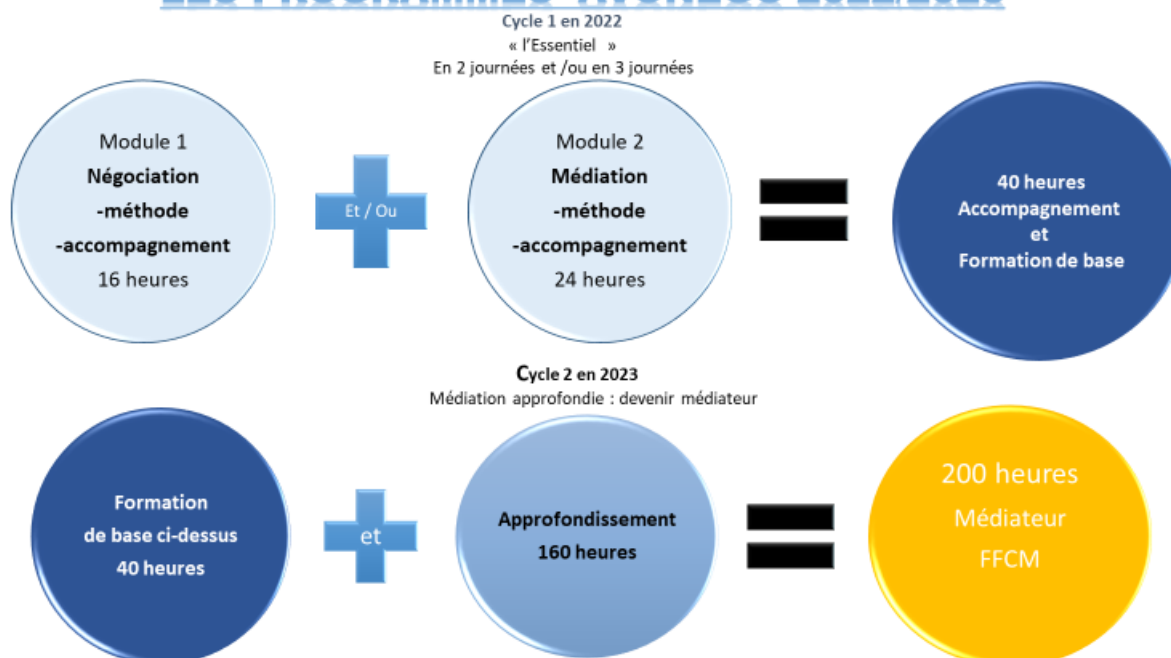 Cycle 1 en 2022
« l'Essentiel »
En 2 journées et /ou en 3 journées
Module 1
Négociation
-méthode
-accompagnement
16 heures
Et / Ou
Module 2
Médiation
-méthode
-accompagnement
24 heures
40 heures
Accompagnement
et
Formation de base
Cycle 2 en 2023
Médiation approfondie : devenir médiateur
Formation
de base ci-dessus
40 heures
et
Approfondissement
160 heures
200 heures
Médiateur
FFCM